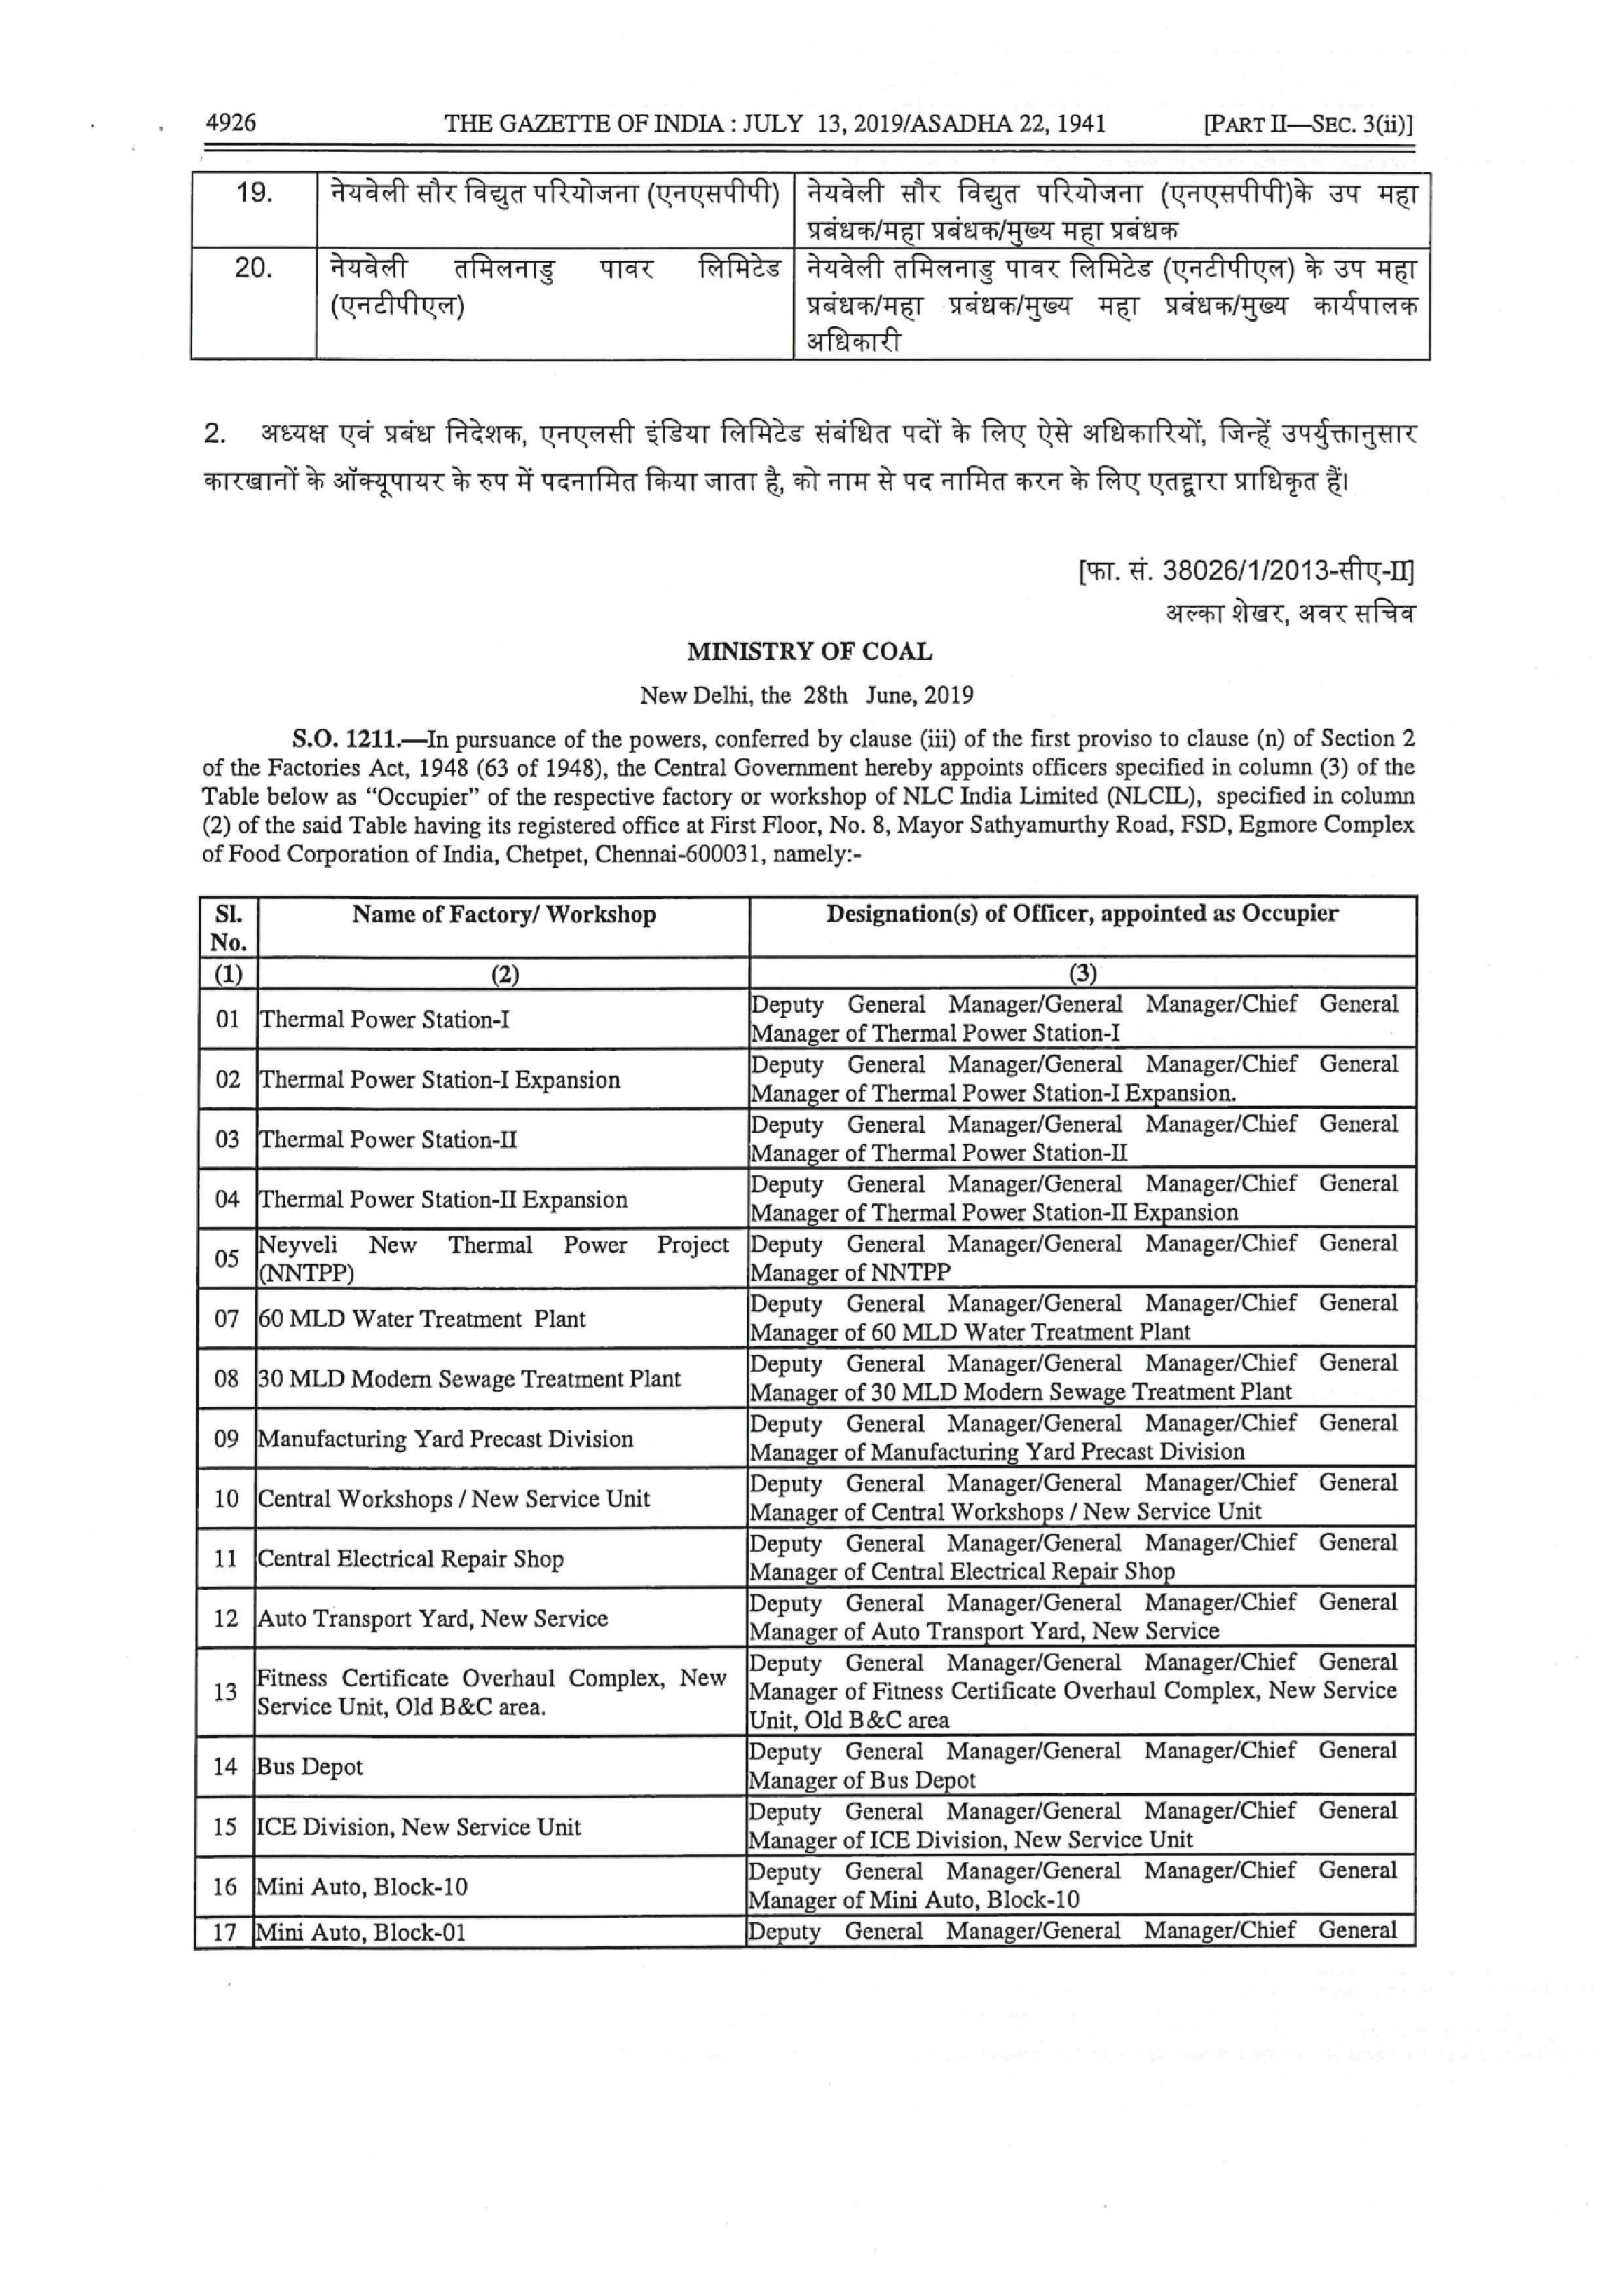 4926 THE GAZETTE OF INDIA : JULY 13, 2019/ASADHA 22, 1941 [PART II—SEC. 3(ii)]
19. नेयवेली सौर विद्युत परियोजना (एनएसपीपी) नेयवेली सौर विद्युत परियोजना (एनएसपीपी)के उप महा
प्रबंधक/महा प्रबंधक/मुख्य महा प्रबंधक
20. नेयवेली तमिलनाडु पावर लिमिटेड नेयवेली तमिलनाडु पावर लिमिटेड (एनटीपीएल) के उप महा
(एनटीपीएल) प्रबंधक/महा प्रबंधक/मुख्य महा प्रबंधक/मुख्य कार्यपालक
अधिकारी
2. अध्यक्ष एवं प्रबंध निदेशक, एनएलसी इंडिया लिमिटेड संबंधित पदों के लिए ऐसे अधिकारियों, जिन्हें उपर्युक्तानुसार
कारखानों के ऑक्यूपायर के रुप में पदनामित किया जाता है, को नाम से पद नामित करन के लिए एतद्वारा प्राधिकृत हैं।
[फा. सं. 38026/1/2013-सीए-II]
अल्का शेखर, अवर सचिव
MINISTRY OF COAL
New Delhi, the 28th June, 2019
S.O. 1211.—In pursuance of the powers, conferred by clause (iii) of the first proviso to clause (n) of Section 2
of the Factories Act, 1948 (63 of 1948), the Central Government hereby appoints officers specified in column (3) of the
Table below as “Occupier” of the respective factory or workshop of NLC India Limited (NLCIL), specified in column
(2) of the said Table having its registered office at First Floor, No. 8, Mayor Sathyamurthy Road, FSD, Egmore Complex
of Food Corporation of India, Chetpet, Chennai-600031, namely:-
Sl. Name of Factory/ Workshop Designation(s) of Officer, appointed as Occupier
No.
(1) (2) (3)
01 Thermal Power Station-I Deputy General Manager/General Manager/Chief General
Manager of Thermal Power Station-I
02 Thermal Power Station-I Expansion Deputy General Manager/General Manager/Chief General
Manager of Thermal Power Station-I Expansion.
03 Thermal Power Station-II Deputy General Manager/General Manager/Chief General
Manager of Thermal Power Station-II
04 Thermal Power Station-II Expansion Deputy General Manager/General Manager/Chief General
Manager of Thermal Power Station-II Expansion
05 Neyveli New Thermal Power Project Deputy General Manager/General Manager/Chief General
(NNTPP) Manager of NNTPP
07 60 MLD Water Treatment Plant Deputy General Manager/General Manager/Chief General
Manager of 60 MLD Water Treatment Plant
08 30 MLD Modern Sewage Treatment Plant Deputy General Manager/General Manager/Chief General
Manager of 30 MLD Modern Sewage Treatment Plant
09 Manufacturing Yard Precast Division Deputy General Manager/General Manager/Chief General
Manager of Manufacturing Yard Precast Division
10 Central Workshops / New Service Unit Deputy General Manager/General Manager/Chief General
Manager of Central Workshops / New Service Unit
11 Central Electrical Repair Shop Deputy General Manager/General Manager/Chief General
Manager of Central Electrical Repair Shop
12 Auto Transport Yard, New Service Deputy General Manager/General Manager/Chief General
Manager of Auto Transport Yard, New Service
13 Fitness Certificate Overhaul Complex, New Deputy General Manager/General Manager/Chief General
Service Unit, Old B&C area. Manager of Fitness Certificate Overhaul Complex, New Service
Unit, Old B&C area
14 Bus Depot Deputy General Manager/General Manager/Chief General
Manager of Bus Depot
15 ICE Division, New Service Unit Deputy General Manager/General Manager/Chief General
Manager of ICE Division, New Service Unit
16 Mini Auto, Block-10 Deputy General Manager/General Manager/Chief General
Manager of Mini Auto, Block-10
17 Mini Auto, Block-01 Deputy General Manager/General Manager/Chief General